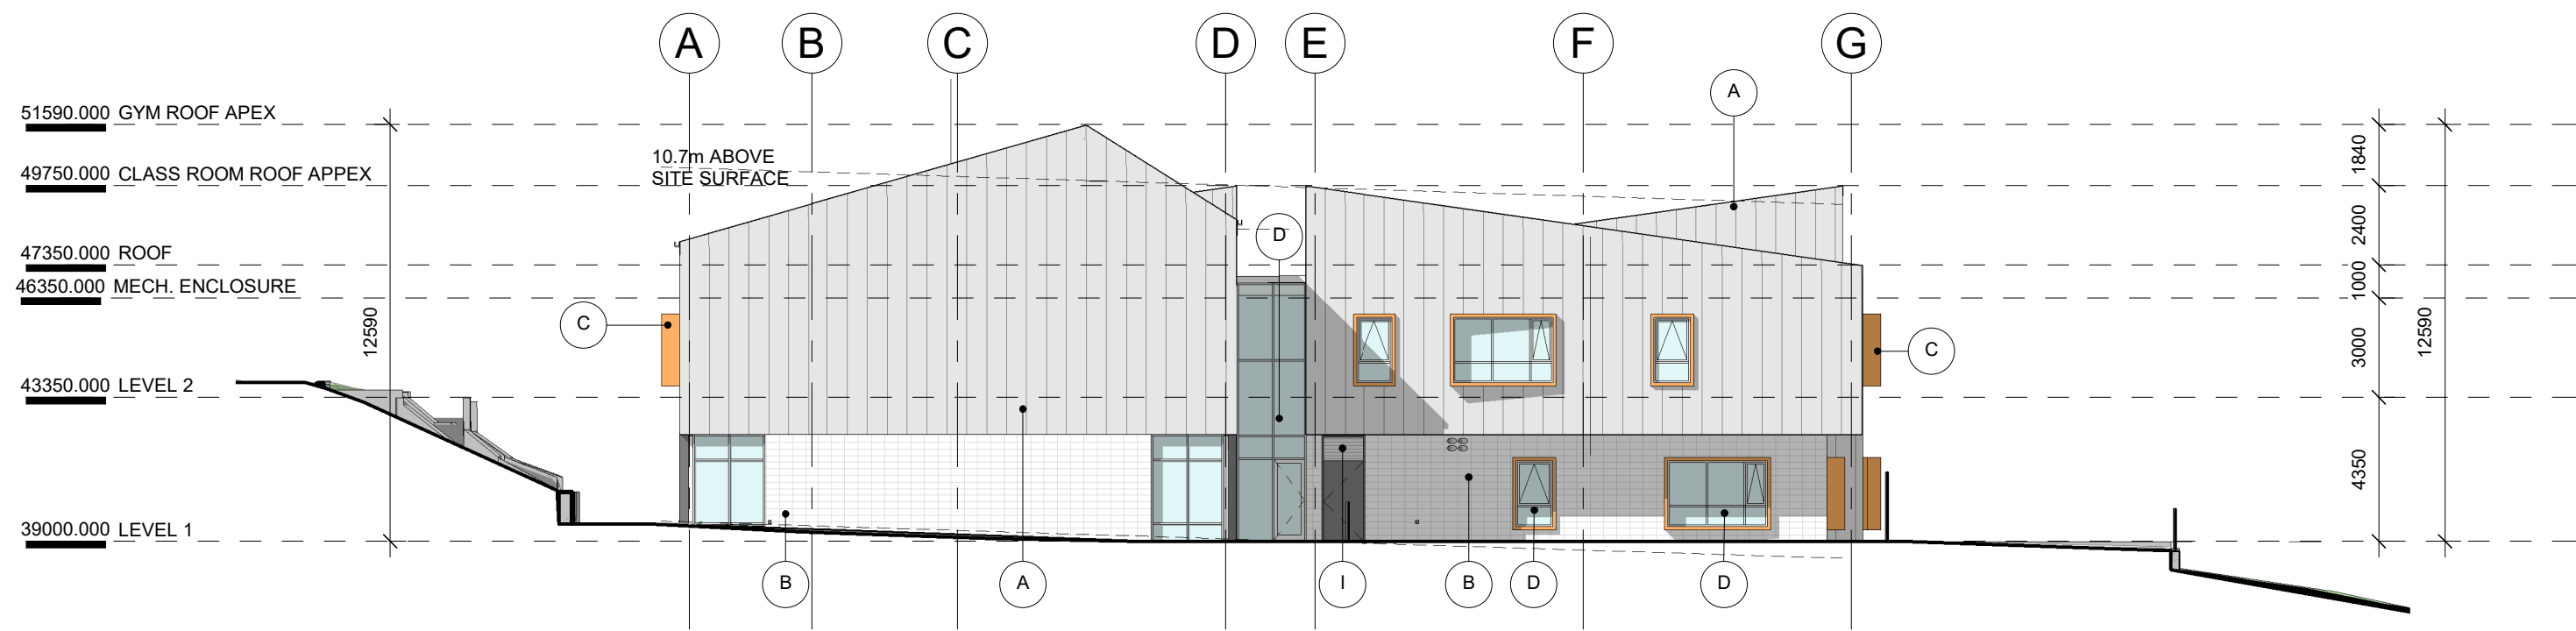 A B C D E F G
A
51590.000 GYM ROOF APEX
10.7m ABOVE
SITE SURFACE
49750.000 CLASS ROOM ROOF APPEX
47350.000 ROOF
46350.000 MECH. ENCLOSURE
43350.000 LEVEL 2
39000.000 LEVEL 1
12590
C
D
C
1840
2400
1000
3000
4350
12590
B A I B D D